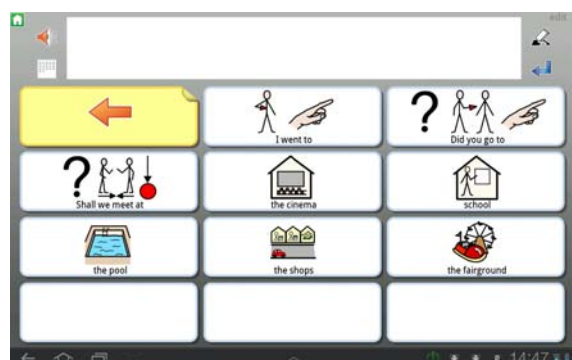 edit
I went to
Did you go to
Shall we meet at
the cinema
school
the pool
the shops
the fairground
14:47